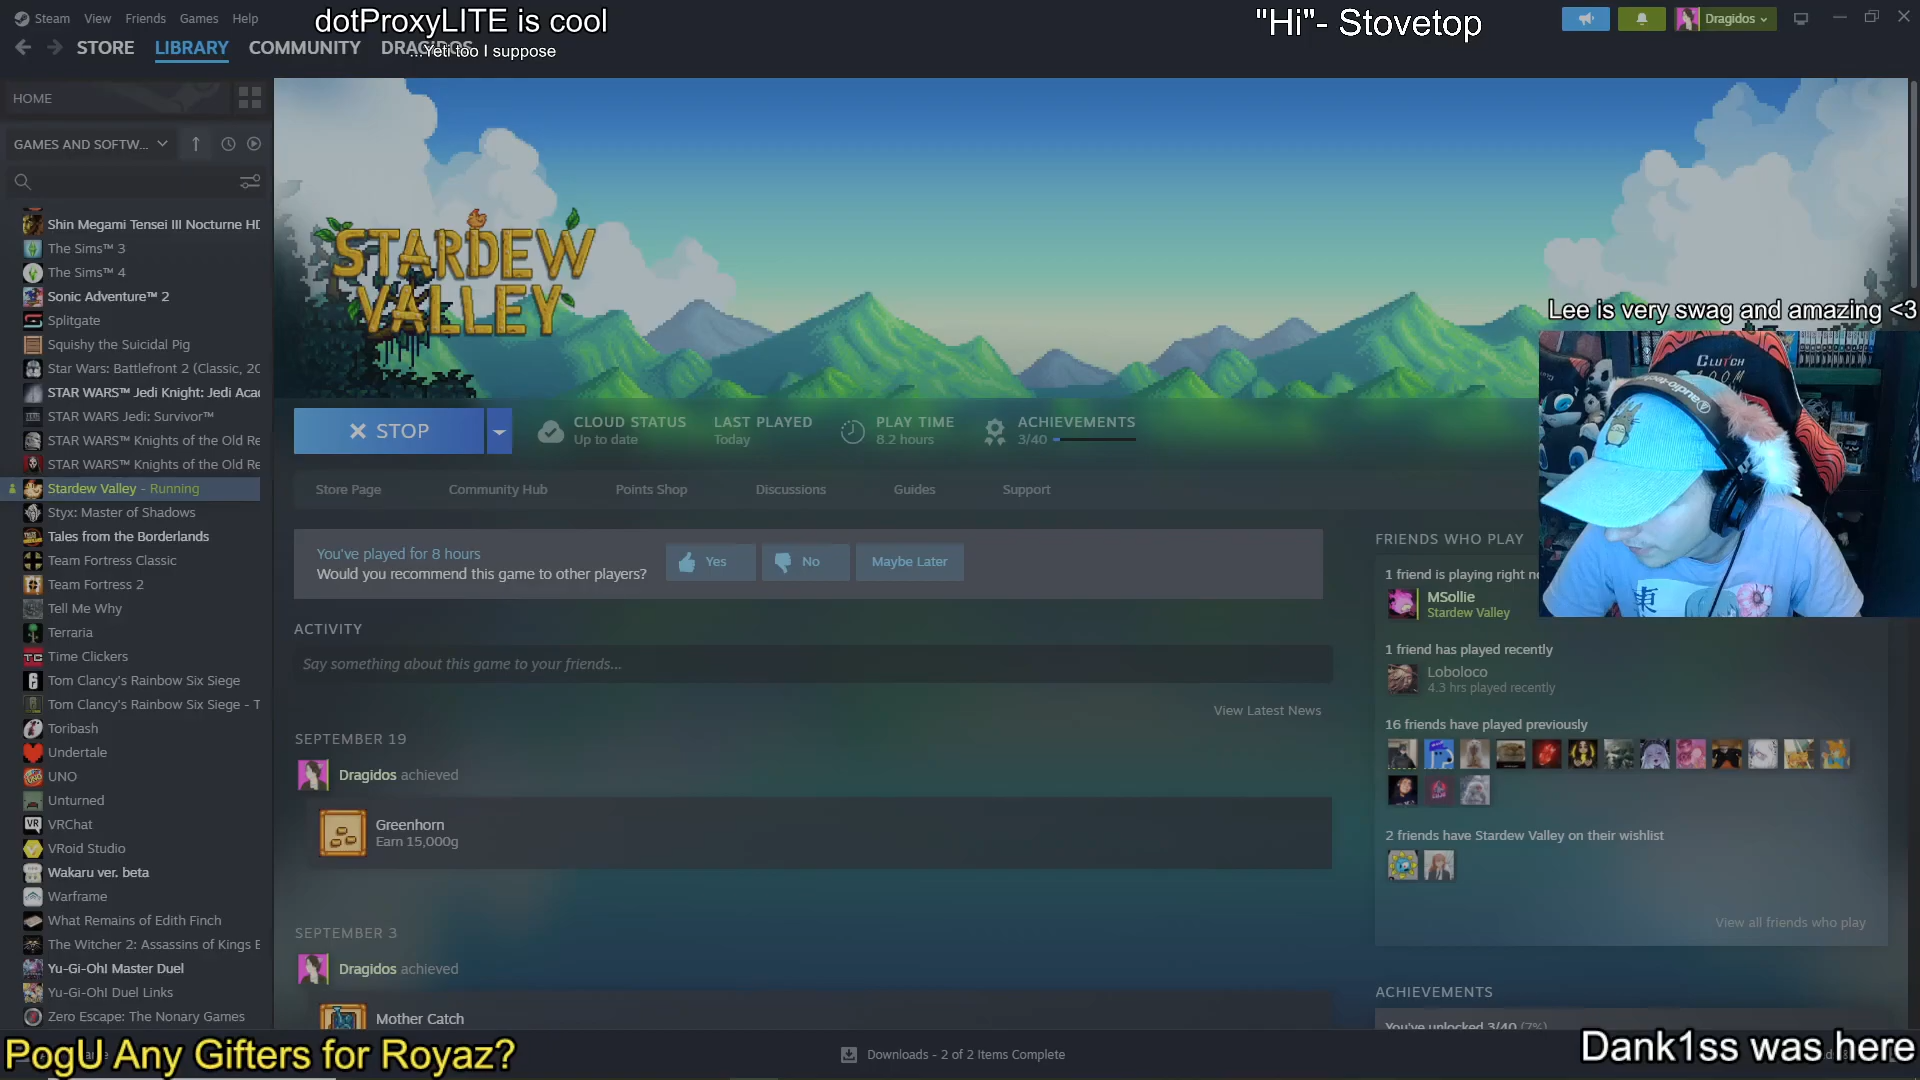 Steam View Friends Games Help
dotProxyLITE is cool
"Hi"- Stovetop
Dragidos
STORE LIBRARY COMMUNITY DRAGIDOS
...Yeti too I suppose
HOME
GAMES AND SOFTW...
Shin Megami Tensei III Nocturne HD
The Sims™ 3
The Sims™ 4
Sonic Adventure™ 2
Splitgate
Squishy the Suicidal Pig
Star Wars: Battlefront 2 (Classic, 20
STAR WARS™ Jedi Knight: Jedi Aca
STAR WARS Jedi: Survivor™
STAR WARS™ Knights of the Old Re
STAR WARS™ Knights of the Old Re
Stardew Valley - Running
Styx: Master of Shadows
Tales from the Borderlands
Team Fortress Classic
Team Fortress 2
Tell Me Why
Terraria
Time Clickers
Tom Clancy's Rainbow Six Siege
Tom Clancy's Rainbow Six Siege - T
Toribash
Undertale
UNO
Unturned
VRChat
VRoid Studio
Wakaru ver. beta
Warframe
What Remains of Edith Finch
The Witcher 2: Assassins of Kings E
Yu-Gi-Oh! Master Duel
Yu-Gi-Oh! Duel Links
Zero Escape: The Nonary Games
STARDEW
VALLEY
Lee is very swag and amazing <3
CLUTCH
audio-technica
東
STOP
CLOUD STATUS
Up to date
LAST PLAYED
Today
PLAY TIME
8.2 hours
ACHIEVEMENTS
3/40
Store Page Community Hub Points Shop Discussions Guides Support
You've played for 8 hours
Would you recommend this game to other players?
Yes No Maybe Later
ACTIVITY
Say something about this game to your friends...
View Latest News
SEPTEMBER 19
Dragidos achieved
Greenhorn
Earn 15,000g
SEPTEMBER 3
Dragidos achieved
Mother Catch
FRIENDS WHO PLAY
1 friend is playing right
MSollie
Stardew Valley
1 friend has played recently
Loboloco
4.3 hrs played recently
16 friends have played previously
2 friends have Stardew Valley on their wishlist
View all friends who play
ACHIEVEMENTS
You've unlocked 3/40 (7%)
PogU Any Gifters for Royaz?
Downloads - 2 of 2 Items Complete
Dank1ss was here